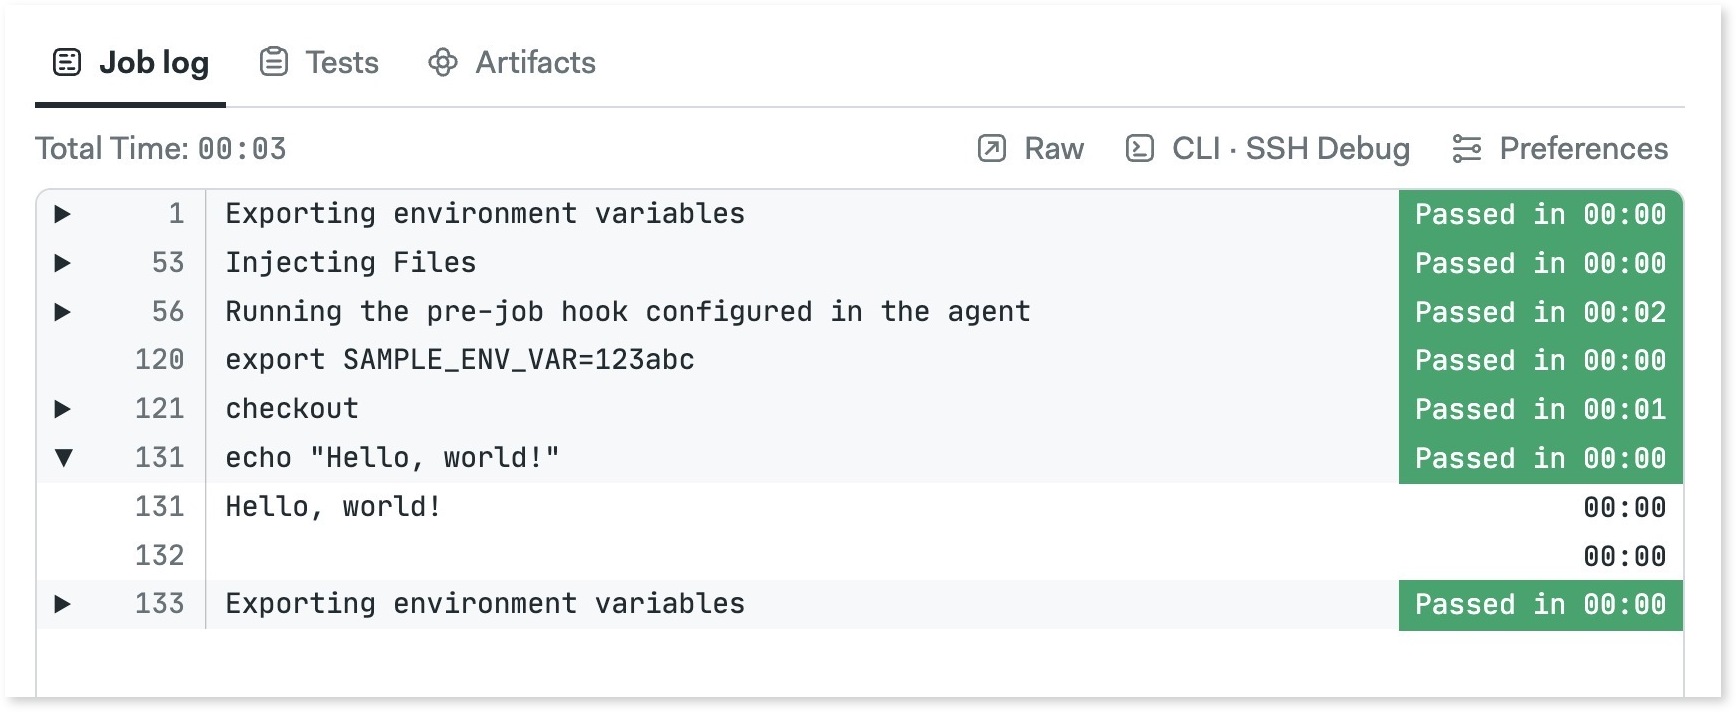 Job log Tests Artifacts
Total Time: 00:03 Raw CLI · SSH Debug Preferences
1 Exporting environment variables Passed in 00:00
53 Injecting Files Passed in 00:00
56 Running the pre-job hook configured in the agent Passed in 00:02
120 export SAMPLE_ENV_VAR=123abc Passed in 00:00
121 checkout Passed in 00:01
131 echo "Hello, world!" Passed in 00:00
131 Hello, world! 00:00
132 00:00
133 Exporting environment variables Passed in 00:00